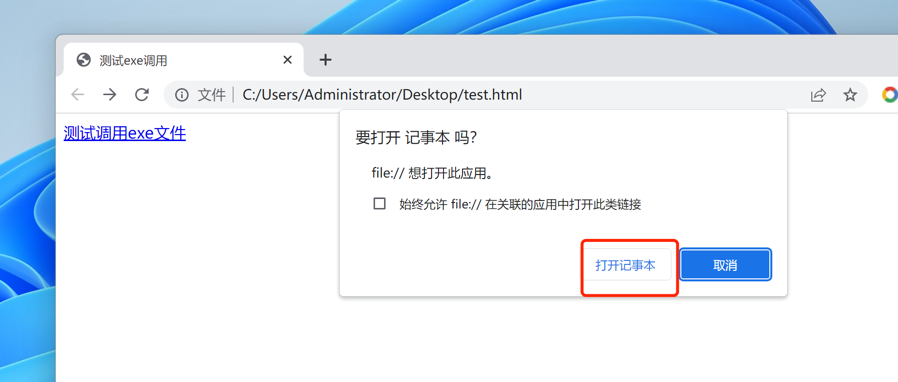 测试exe调用
文件 C:/Users/Administrator/Desktop/test.html
测试调用exe文件
要打开 记事本 吗?
file:// 想打开此应用。
始终允许 file:// 在关联的应用中打开此类链接
打开记事本 取消